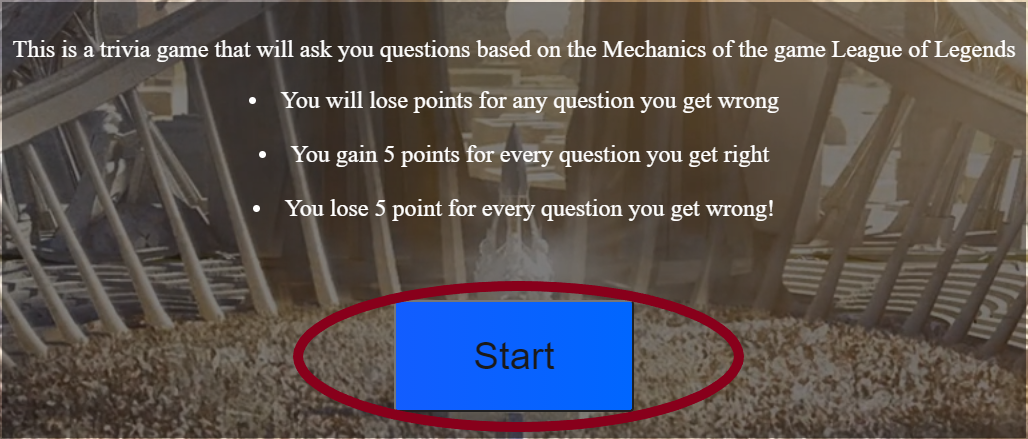 This is a trivia game that will ask you questions based on the Mechanics of the game League of Legends
• You will lose points for any question you get wrong
• You gain 5 points for every question you get right
• You lose 5 point for every question you get wrong!
Start